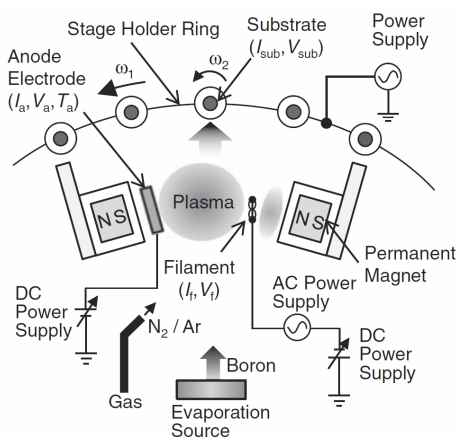 Stage Holder Ring
Substrate
(Isub, Vsub)
Power
Supply
Anode
Electrode
(Ia, Va, Ta)
ω1
ω2
Plasma
N S
N S
Filament
(If, Vf)
Permanent
Magnet
AC Power
Supply
DC
Power
Supply
N2 / Ar
DC
Power
Supply
Boron
Gas
Evaporation
Source